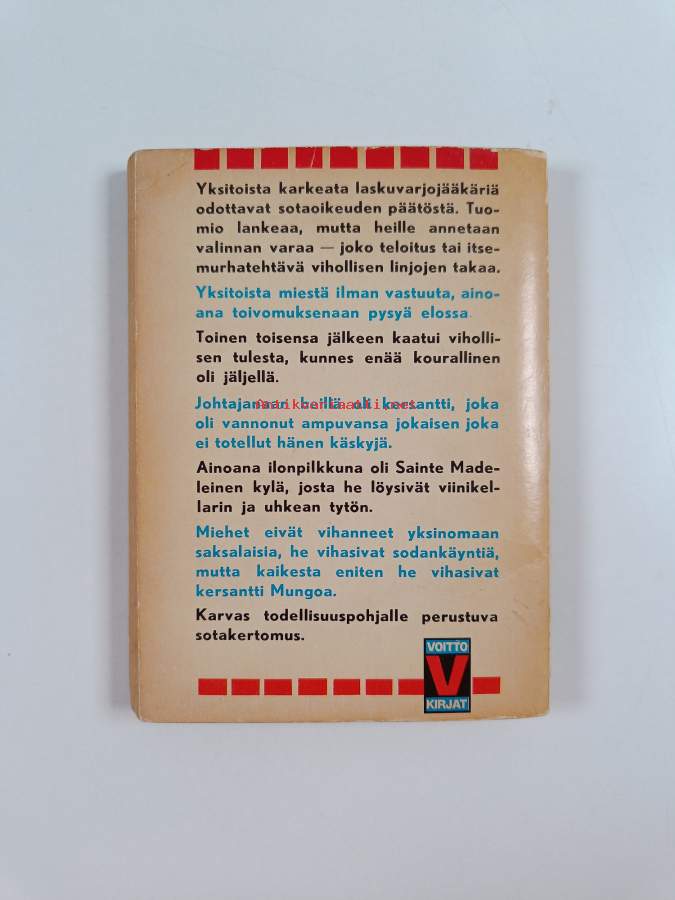 Yksitoista karkeata laskuvarjojääkäriä
odottavat sotaoikeuden päätöstä. Tuo-
mio lankeaa, mutta heille annetaan
valinnan varaa — joko teloitus tai itse-
murhatehtävä vihollisen linjojen takaa.
Yksitoista miestä ilman vastuuta, aino-
ana toivomuksenaan pysyä elossa.
Toinen toisensa jälkeen kaatui viholli-
sen tulesta, kunnes enää kourallinen
oli jäljellä.
Johtajanaan heillä oli kersantti, joka
Antikvariaatti.net
oli vannonut ampuvansa jokaisen joka
ei totellut hänen käskyjä.
Ainoana ilonpilkkuna oli Sainte Made-
leinen kylä, josta he löysivät viinikel-
larin ja uhkean tytön.
Miehet eivät vihanneet yksinomaan
saksalaisia, he vihasivat sodankäyntiä,
mutta kaikesta eniten he vihasivat
kersantti Mungoa.
Karvas todellisuuspohjalle perustuva
sotakertomus.
VOITTO
V
KIRJAT